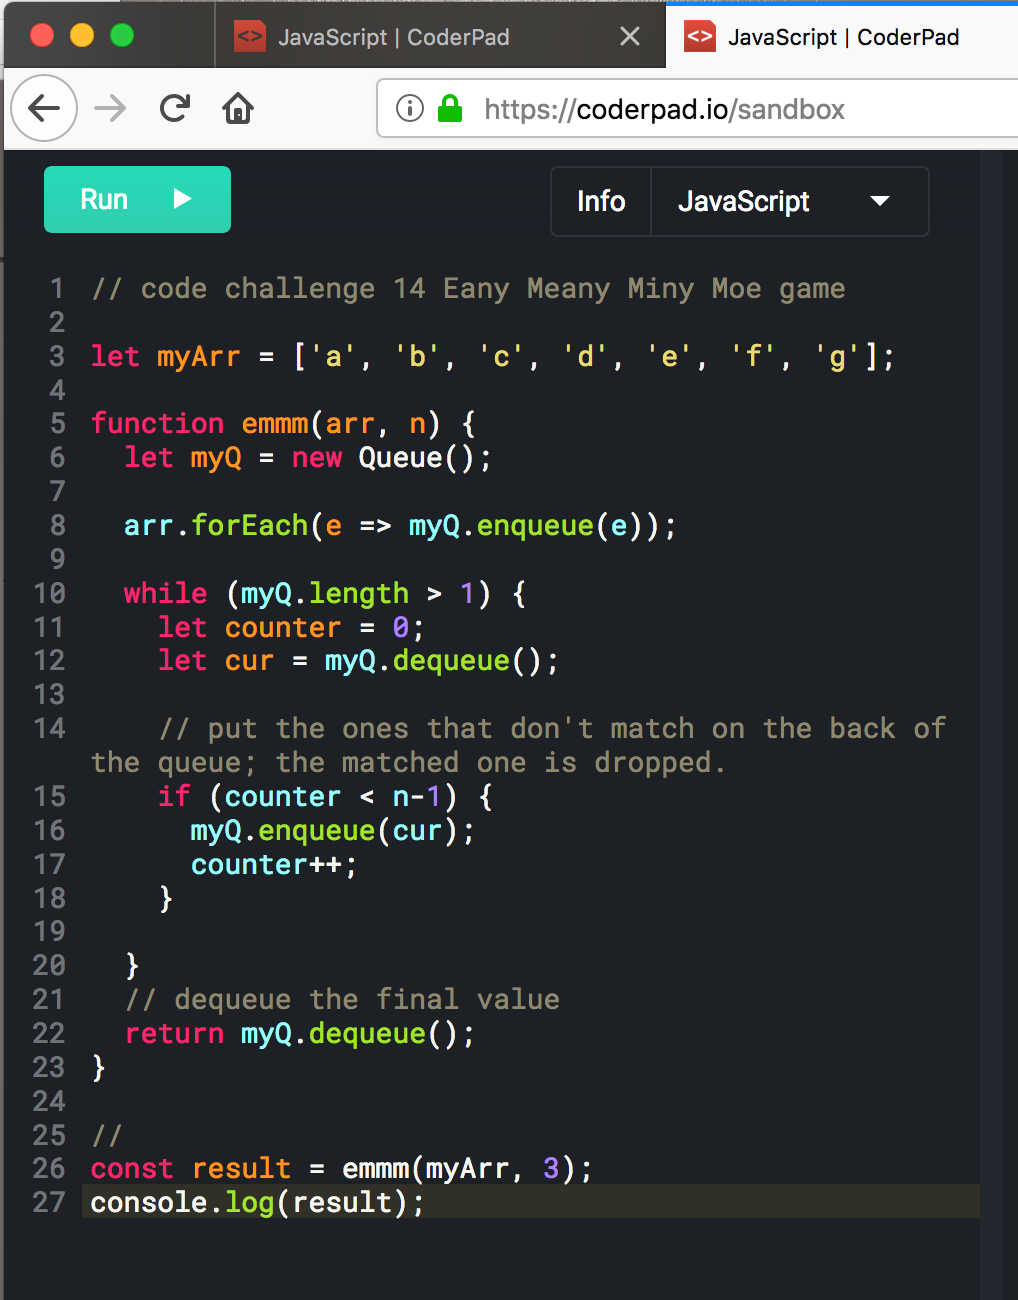 JavaScript | CoderPad
JavaScript | CoderPad
https://coderpad.io/sandbox
Run
Info
JavaScript
1 // code challenge 14 Eany Meany Miny Moe game
2
3 let myArr = ['a', 'b', 'c', 'd', 'e', 'f', 'g'];
4
5 function emmm(arr, n) {
6 let myQ = new Queue();
7
8 arr.forEach(e => myQ.enqueue(e));
9
10 while (myQ.length > 1) {
11 let counter = 0;
12 let cur = myQ.dequeue();
13
14 // put the ones that don't match on the back of
the queue; the matched one is dropped.
15 if (counter < n-1) {
16 myQ.enqueue(cur);
17 counter++;
18 }
19
20 }
21 // dequeue the final value
22 return myQ.dequeue();
23 }
24
25 //
26 const result = emmm(myArr, 3);
27 console.log(result);